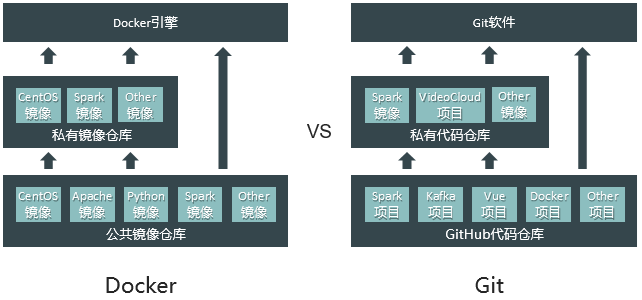 Docker引擎
CentOS
镜像
Spark
镜像
Other
镜像
私有镜像仓库
CentOS
镜像
Apache
镜像
Python
镜像
Spark
镜像
Other
镜像
公共镜像仓库
Docker
VS
Git软件
Spark
镜像
VideoCloud
项目
Other
镜像
私有代码仓库
Spark
项目
Kafka
项目
Vue
项目
Docker
项目
Other
项目
GitHub代码仓库
Git